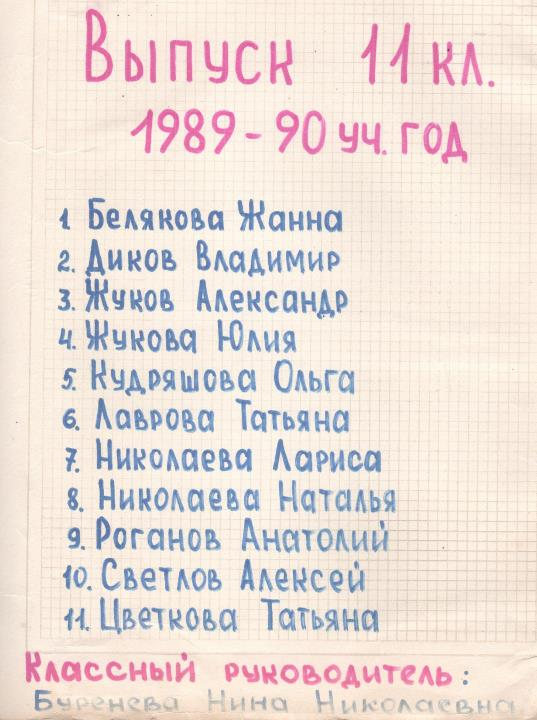 Выпуск 11 кл.
1989-90 уч. год
1 Белякова Жанна
2. Диков Владимир
3. Жуков Александр
4. Жукова Юлия
5. Кудряшова Ольга
6. Лаврова Татьяна
7. Николаева Лариса
8. Николаева Наталья
9. Роганов Анатолий
10. Светлов Алексей
11. Цветкова Татьяна
Классный руководитель:
Буренева Нина Николаевна